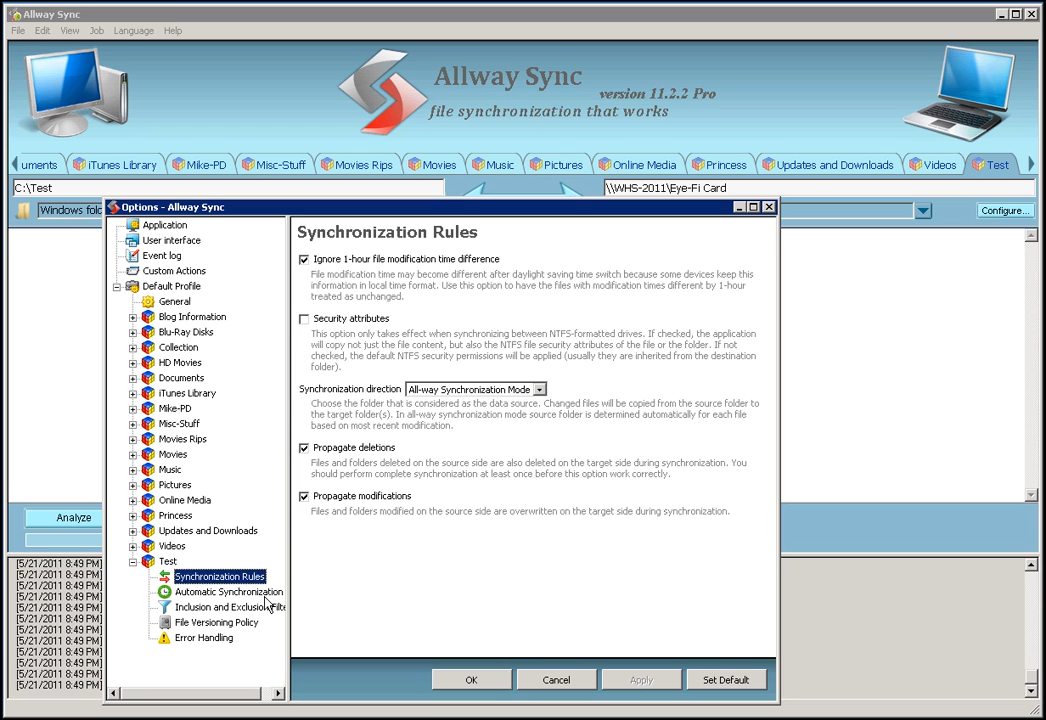 Allway Sync
File Edit View Job Language Help
Allway Sync
version 11.2.2 Pro
file synchronization that works
uments iTunes Library Mike-PD Misc-Stuff Movies Rips Movies Music Pictures Online Media Princess Updates and Downloads Videos Test
C:\Test
\\WHS-2011\Eye-Fi Card
Windows fold
Configure...
Options - Allway Sync
Application
User interface
Event log
Custom Actions
Default Profile
General
Blog Information
Blu-Ray Disks
Collection
HD Movies
Documents
iTunes Library
Mike-PD
Misc-Stuff
Movies Rips
Movies
Music
Pictures
Online Media
Princess
Updates and Downloads
Videos
Test
Synchronization Rules
Automatic Synchronization
Inclusion and Exclusion Filte
File Versioning Policy
Error Handling
Synchronization Rules
Ignore 1-hour file modification time difference
File modification time may become different after daylight saving time switch because some devices keep this
information in local time format. Use this option to have the files with modification times different by 1-hour
treated as unchanged.
Security attributes
This option only takes effect when synchronizing between NTFS-formatted drives. If checked, the application
will copy not just the file content, but also the NTFS file security attributes of the file or the folder. If not
checked, the default NTFS security permissions will be applied (usually they are inherited from the destination
folder).
Synchronization direction All-way Synchronization Mode
Choose the folder that is considered as the data source. Changed files will be copied from the source folder to
the target folder(s). In all-way synchronization mode source folder is determined automatically for each file
based on most recent modification.
Propagate deletions
Files and folders deleted on the source side are also deleted on the target side during synchronization. You
should perform complete synchronization at least once before this option work correctly.
Propagate modifications
Files and folders modified on the source side are overwritten on the target side during synchronization.
OK Cancel Apply Set Default
Analyze
[5/21/2011 8:49 PM]
[5/21/2011 8:49 PM]
[5/21/2011 8:49 PM]
[5/21/2011 8:49 PM]
[5/21/2011 8:49 PM]
[5/21/2011 8:49 PM]
[5/21/2011 8:49 PM]
[5/21/2011 8:49 PM]
[5/21/2011 8:49 PM]
[5/21/2011 8:49 PM]
[5/21/2011 8:49 PM]
[5/21/2011 8:49 PM]